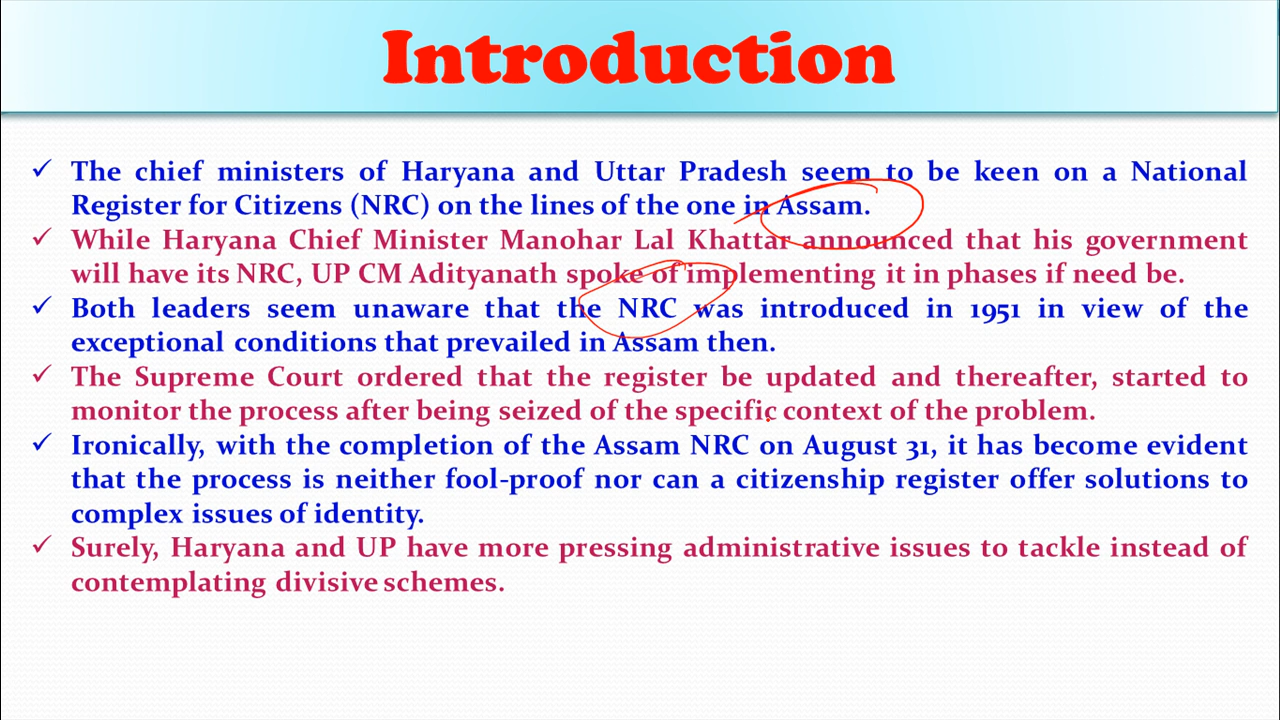 Introduction
✓ The chief ministers of Haryana and Uttar Pradesh seem to be keen on a National
Register for Citizens (NRC) on the lines of the one in Assam.
✓ While Haryana Chief Minister Manohar Lal Khattar announced that his government
will have its NRC, UP CM Adityanath spoke of implementing it in phases if need be.
✓ Both leaders seem unaware that the NRC was introduced in 1951 in view of the
exceptional conditions that prevailed in Assam then.
✓ The Supreme Court ordered that the register be updated and thereafter, started to
monitor the process after being seized of the specific context of the problem.
✓ Ironically, with the completion of the Assam NRC on August 31, it has become evident
that the process is neither fool-proof nor can a citizenship register offer solutions to
complex issues of identity.
✓ Surely, Haryana and UP have more pressing administrative issues to tackle instead of
contemplating divisive schemes.